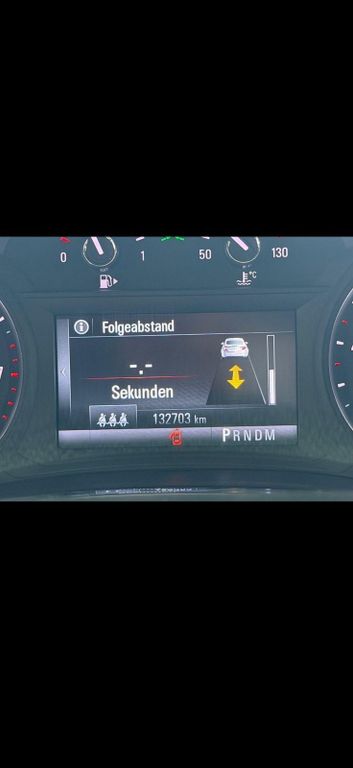 0 1 50 130
°C
Folgeabstand
-.-
Sekunden
132703 km
PRNDM